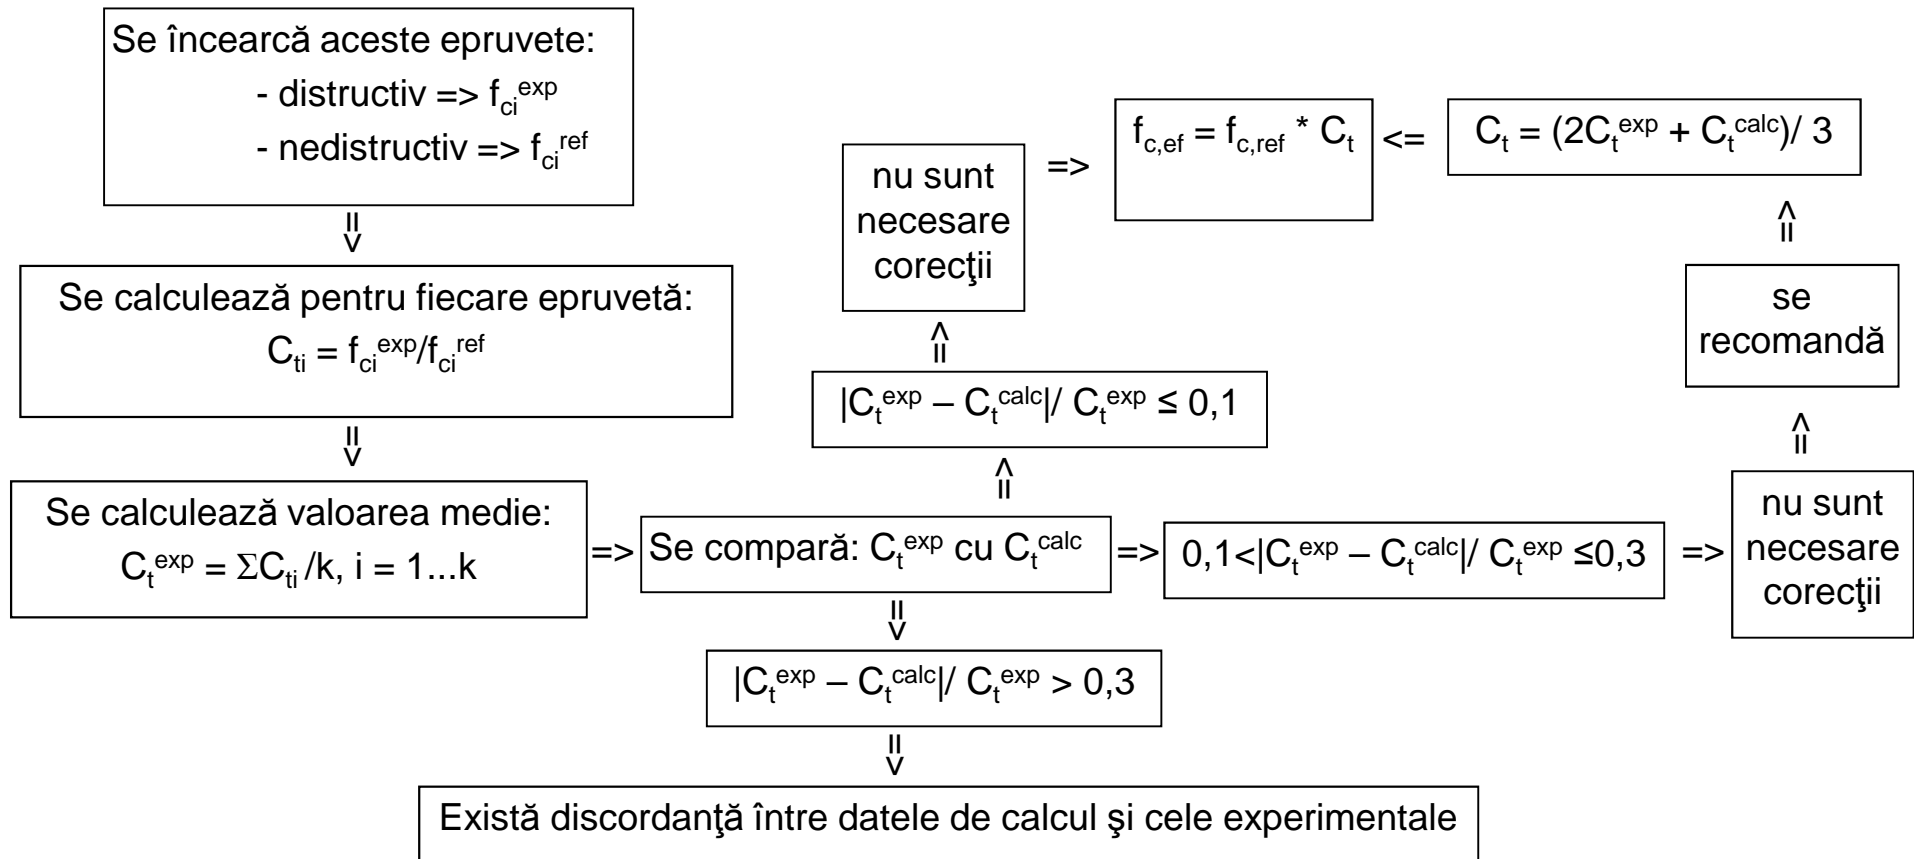 Se încearcă aceste epruvete:
- distructiv => f_ci^exp
- nedistructiv => f_ci^ref
=>
Se calculează pentru fiecare epruvetă:
C_ti = f_ci^exp/f_ci^ref
=>
Se calculează valoarea medie:
C_t^exp = ΣC_ti /k, i = 1...k
=>
Se compară: C_t^exp cu C_t^calc
=>
|C_t^exp – C_t^calc|/ C_t^exp ≤ 0,1
=>
nu sunt
necesare
corecţii
=>
f_c,ef = f_c,ref * C_t
<=
C_t = (2C_t^exp + C_t^calc)/ 3
=>
se
recomandă
=>
nu sunt
necesare
corecţii
=>
0,1<|C_t^exp – C_t^calc|/ C_t^exp ≤0,3
=>
=>
|C_t^exp – C_t^calc|/ C_t^exp > 0,3
=>
Există discordanţă între datele de calcul şi cele experimentale